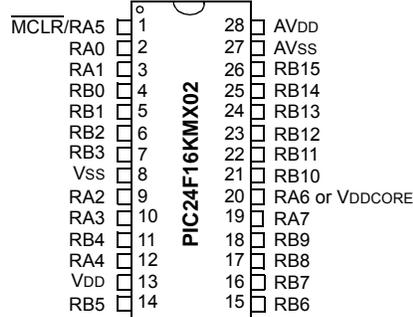 MCLR/RA5 1 28 AVDD
RA0 2 27 AVSS
RA1 3 26 RB15
RB0 4 25 RB14
RB1 5 24 RB13
RB2 6 23 RB12
RB3 7 22 RB11
VSS 8 21 RB10
RA2 9 20 RA6 or VDDCORE
RA3 10 19 RA7
RB4 11 18 RB9
RA4 12 17 RB8
VDD 13 16 RB7
RB5 14 15 RB6
PIC24F16KMX02